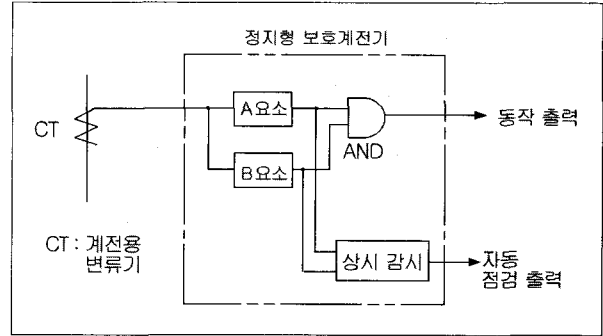 정지형 보호계전기
A요소
B요소
AND
동작 출력
CT
CT : 계전용
변류기
상시 감시
자동
점검 출력